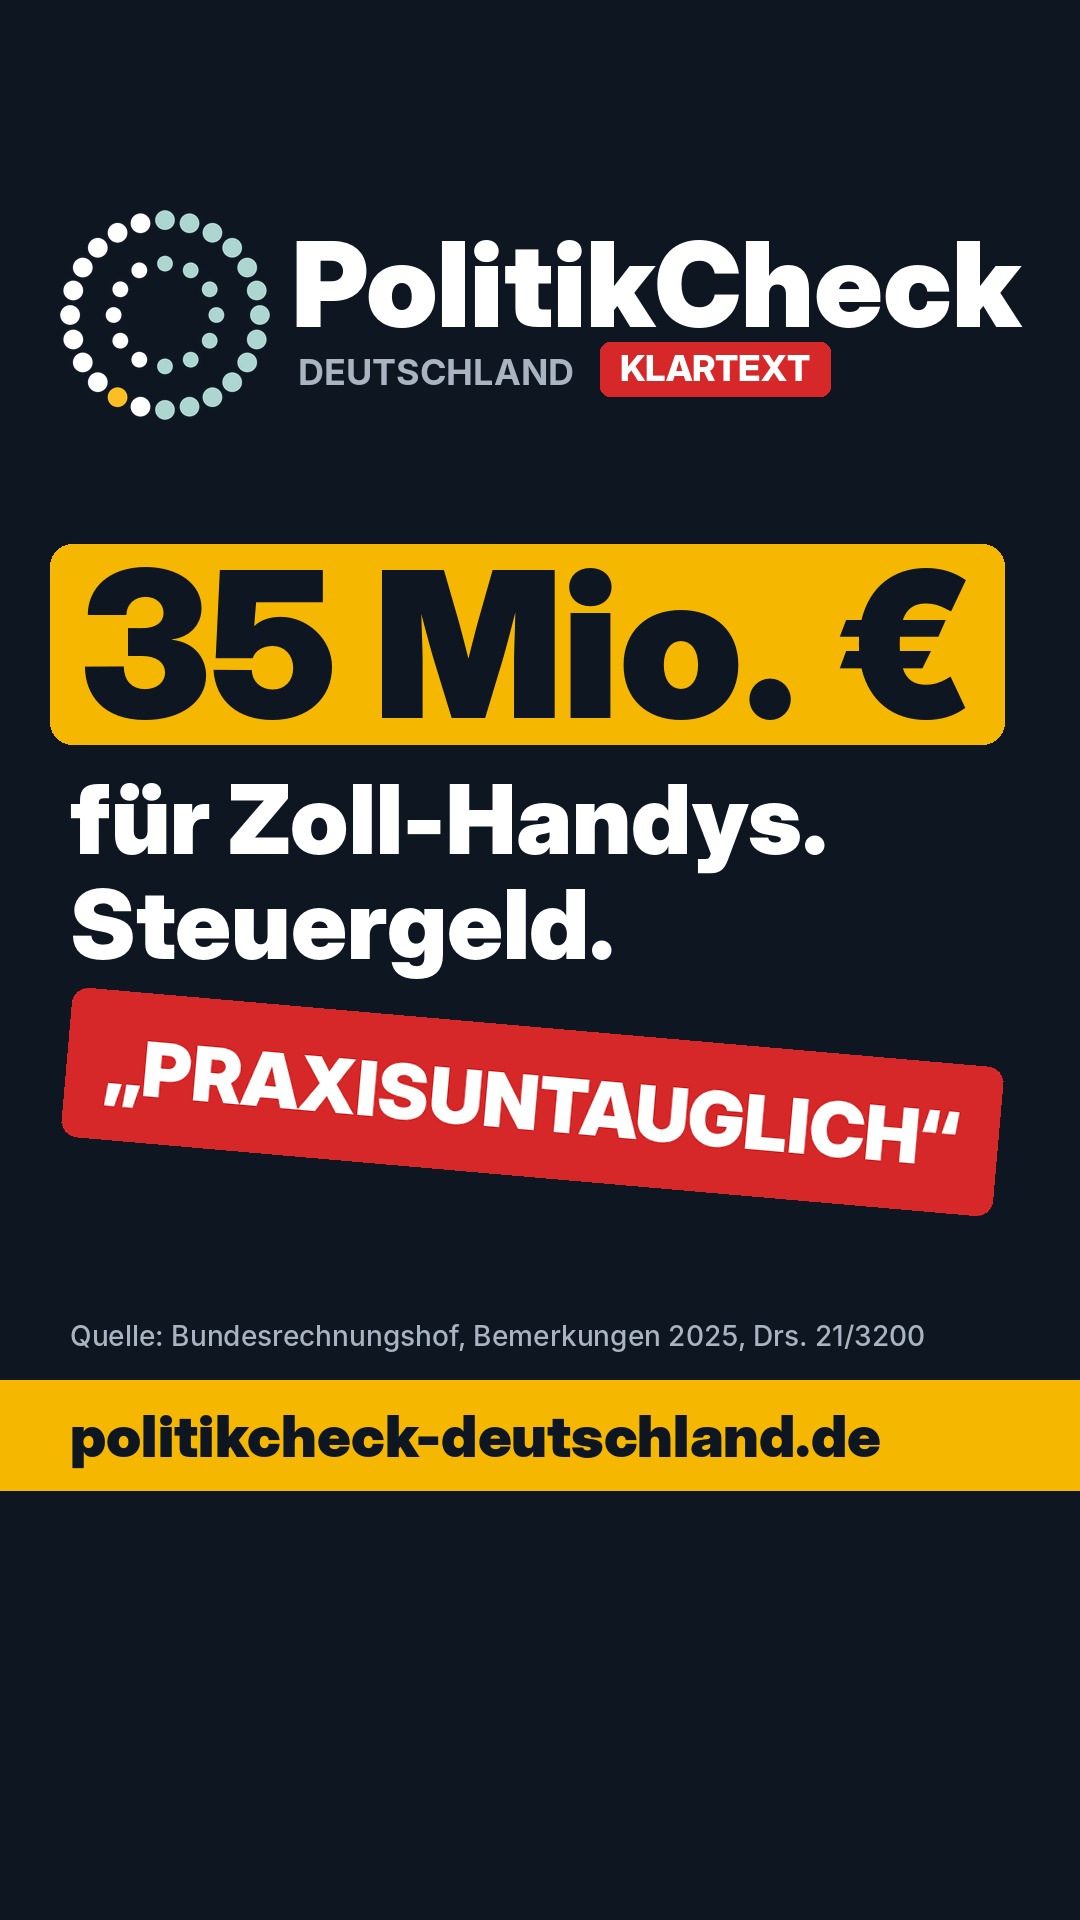 PolitikCheck
DEUTSCHLAND KLARTEXT
35 Mio. €
für Zoll-Handys.
Steuergeld.
„PRAXISUNTAUGLICH“
Quelle: Bundesrechnungshof, Bemerkungen 2025, Drs. 21/3200
politikcheck-deutschland.de